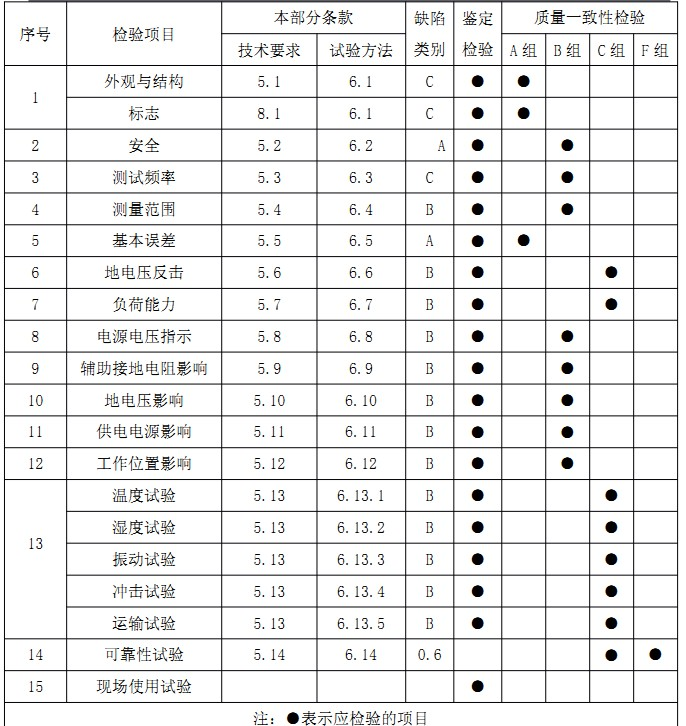 序号 检验项目 本部分条款 缺陷类别 鉴定检验 质量一致性检验
技术要求 试验方法 A组 B组 C组 F组
1 外观与结构 5.1 6.1 C ● ●
标志 8.1 6.1 C ● ●
2 安全 5.2 6.2 A ● ●
3 测试频率 5.3 6.3 C ● ●
4 测量范围 5.4 6.4 B ● ●
5 基本误差 5.5 6.5 A ● ●
6 地电压反击 5.6 6.6 B ● ●
7 负荷能力 5.7 6.7 B ● ●
8 电源电压指示 5.8 6.8 B ● ●
9 辅助接地电阻影响 5.9 6.9 B ● ●
10 地电压影响 5.10 6.10 B ● ●
11 供电电源影响 5.11 6.11 B ● ●
12 工作位置影响 5.12 6.12 B ● ●
13 温度试验 5.13 6.13.1 B ● ●
湿度试验 5.13 6.13.2 B ● ●
振动试验 5.13 6.13.3 B ● ●
冲击试验 5.13 6.13.4 B ● ●
运输试验 5.13 6.13.5 B ● ●
14 可靠性试验 5.14 6.14 0.6 ● ●
15 现场使用试验 ●
注：●表示应检验的项目